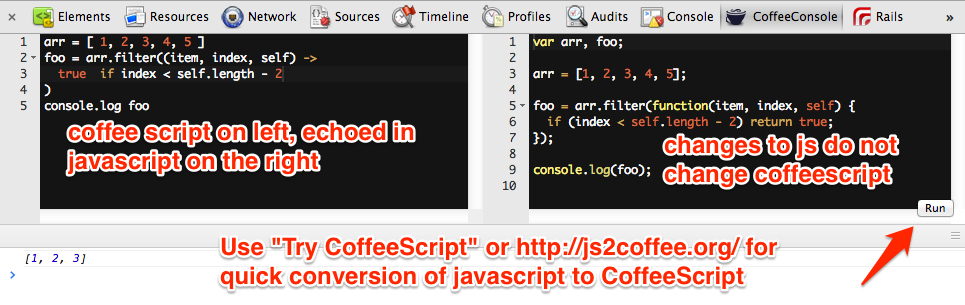 × Elements Resources Network Sources Timeline Profiles Audits Console CoffeeConsole Rails »
1 arr = [ 1, 2, 3, 4, 5 ]
2 foo = arr.filter((item, index, self) ->
3 true if index < self.length - 2
4 )
5 console.log foo
coffee script on left, echoed in
javascript on the right
1 var arr, foo;
2
3 arr = [1, 2, 3, 4, 5];
4
5 foo = arr.filter(function(item, index, self) {
6 if (index < self.length - 2) return true;
7 });
8
9 console.log(foo);
10
changes to js do not
change coffeescript
Run
Use "Try CoffeeScript" or http://js2coffee.org/ for
quick conversion of javascript to CoffeeScript
[1, 2, 3]
>